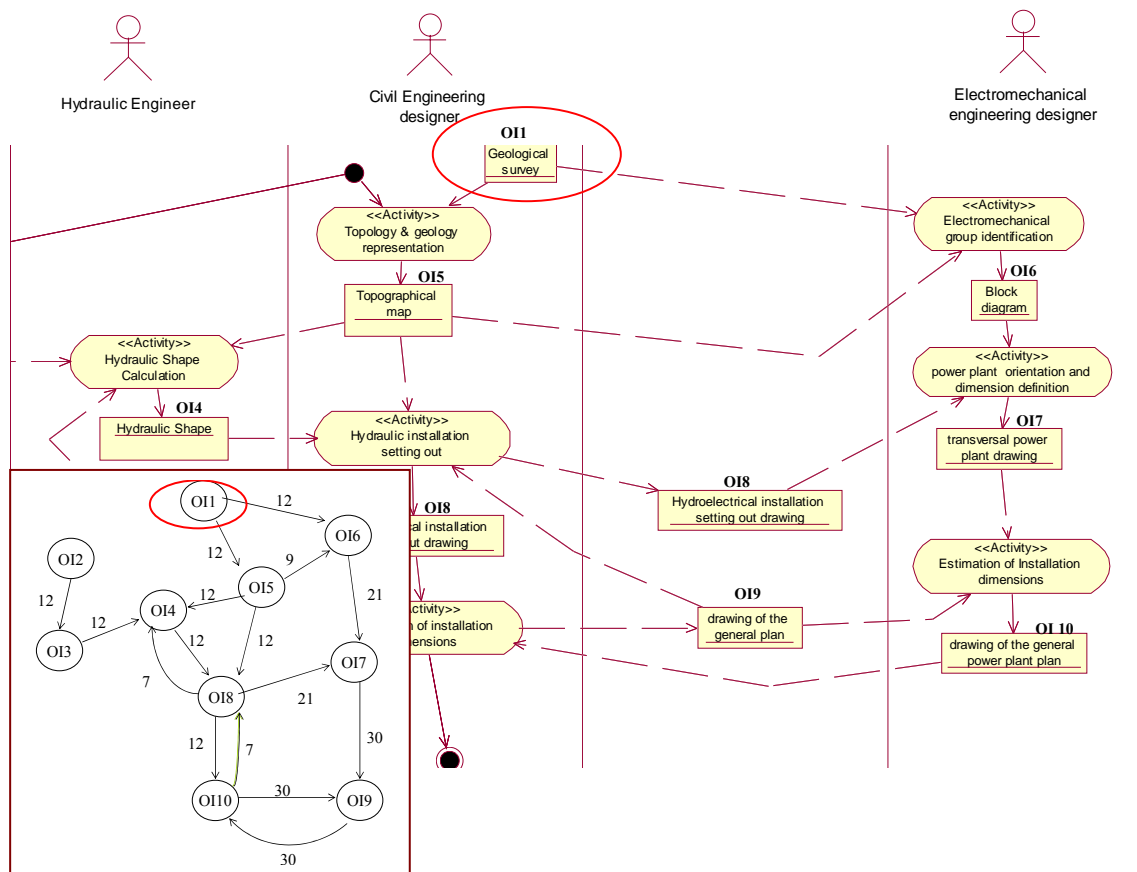 Hydraulic Engineer
Civil Engineering
designer
Electromechanical
engineering designer
OI1
Geological
survey
<<Activity>>
Topology & geology
representation
<<Activity>>
Electromechanical
group identification
OI5
Topographical
map
OI6
Block
diagram
<<Activity>>
Hydraulic Shape
Calculation
<<Activity>>
power plant orientation and
dimension definition
OI4
Hydraulic Shape
<<Activity>>
Hydraulic installation
setting out
OI7
transversal power
plant drawing
OI8
cal installation
ut drawing
OI8
Hydroelectrical installation
setting out drawing
<<Activity>>
Estimation of Installation
dimensions
ctivity>>
n of installation
ensions
OI9
drawing of the
general plan
OI 10
drawing of the general
power plant plan
OI1
12
OI6
12
9
OI2
OI5
12
12
21
OI4
12
OI3
12
12
7
OI7
OI8
21
12
7
30
OI10
30
OI9
30